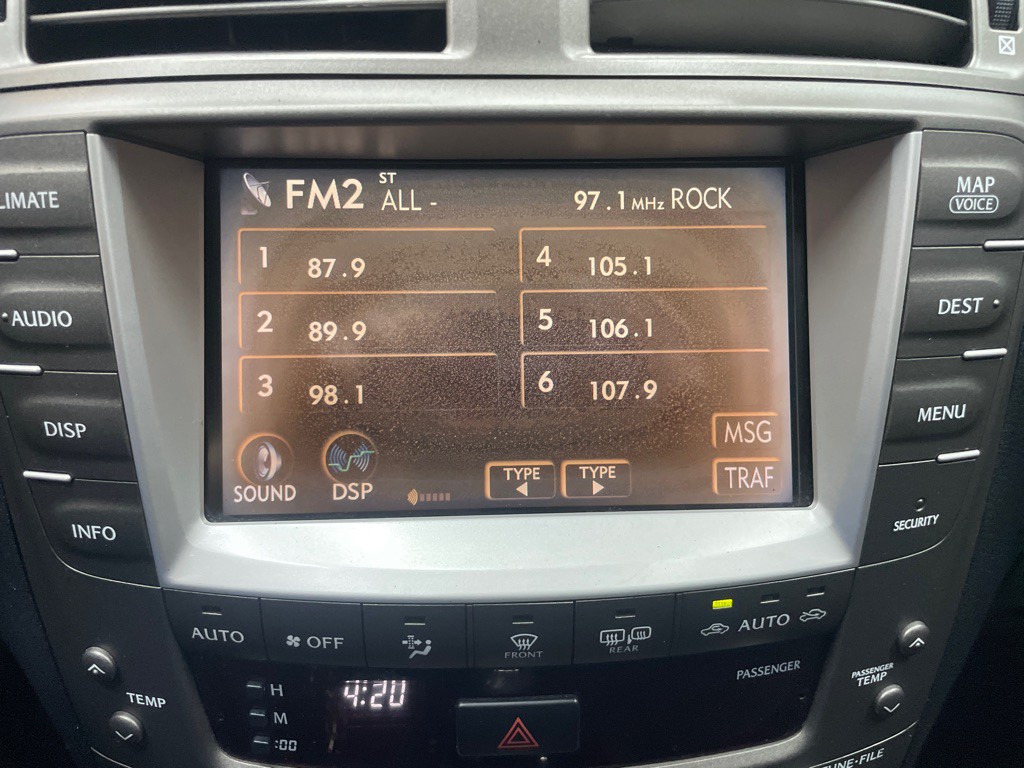 FM2 ST ALL - 97.1 MHz ROCK
1 87.9
4 105.1
2 89.9
5 106.1
3 98.1
6 107.9
SOUND
DSP
TYPE
TYPE
MSG
TRAF
AUDIO
DISP
INFO
MAP
VOICE
DEST
MENU
SECURITY
AUTO
OFF
FRONT
REAR
AUTO
PASSENGER
TEMP
H
M
:00
4:20
PASSENGER
TEMP